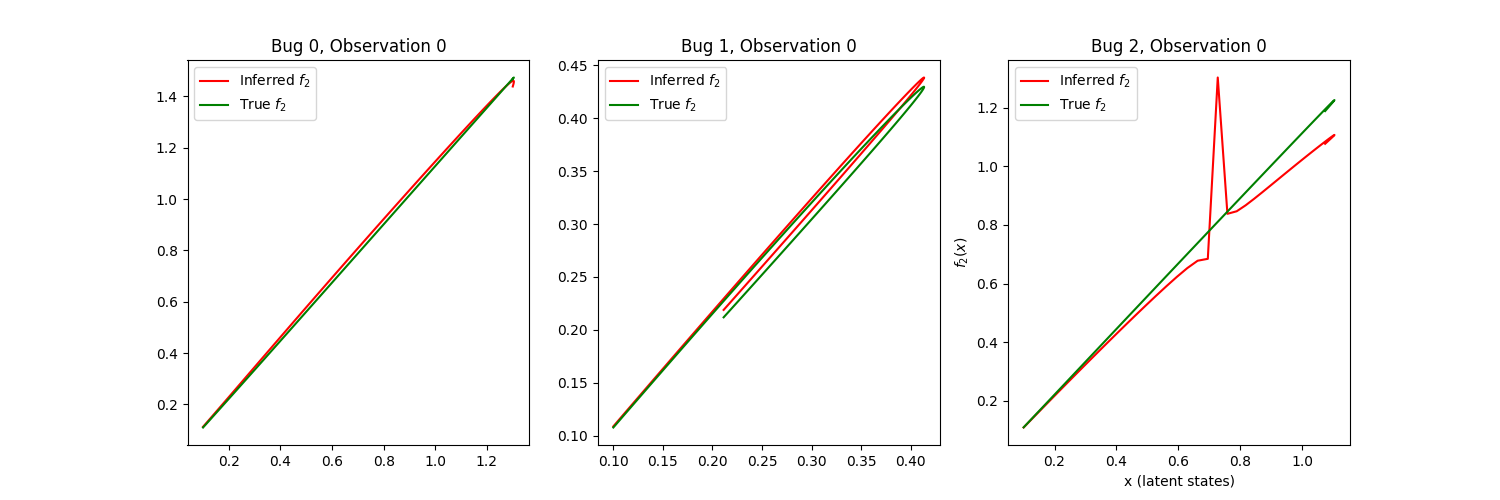 Bug 0, Observation 0
Inferred f₂
True f₂
1.4
1.2
1.0
0.8
0.6
0.4
0.2
0.2 0.4 0.6 0.8 1.0 1.2
Bug 1, Observation 0
Inferred f₂
True f₂
0.45
0.40
0.35
0.30
0.25
0.20
0.15
0.10
0.10 0.15 0.20 0.25 0.30 0.35 0.40
Bug 2, Observation 0
Inferred f₂
True f₂
1.2
1.0
0.8
0.6
0.4
0.2
f₂(x)
0.2 0.4 0.6 0.8 1.0
x (latent states)